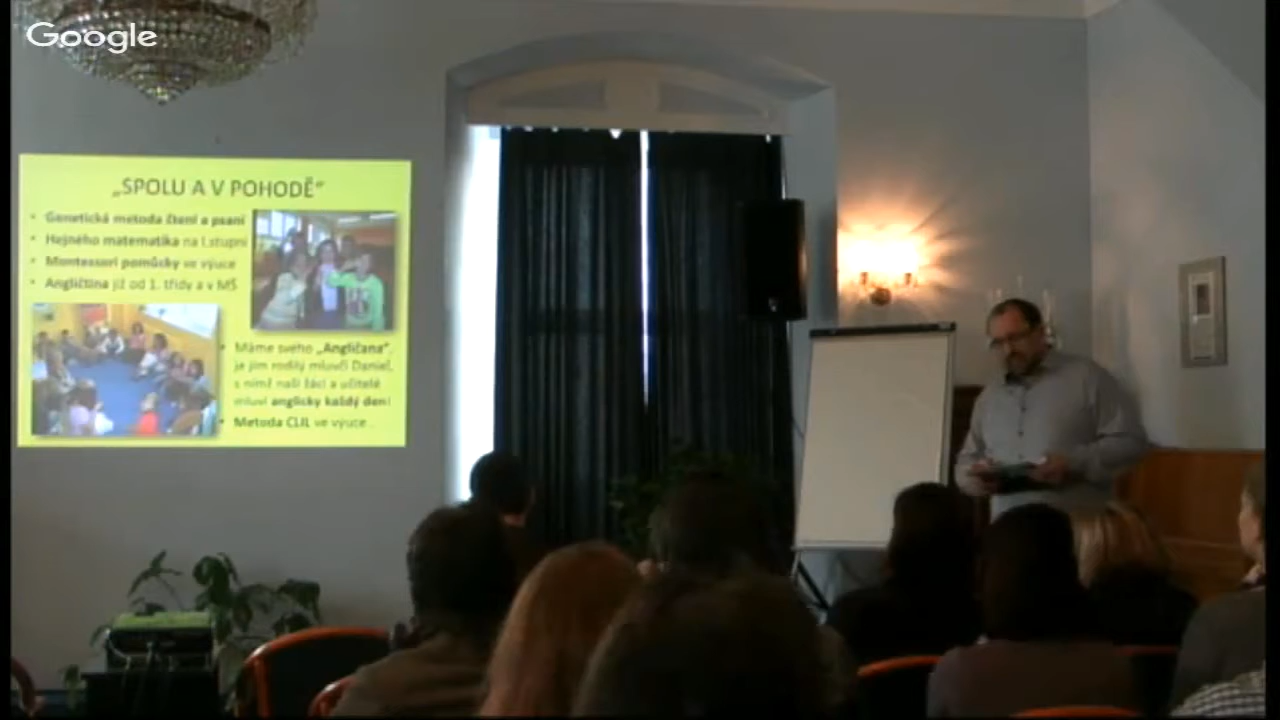 Google
„SPOLU A V POHODĚ“
• Genetická metoda čtení a psaní
• Hejného matematika na I.stupni
• Montessori pomůcky ve výuce
• Angličtina již od 1. třídy a v MŠ
• Máme svého „Angličana“,
je jím rodilý mluvčí Daniel,
s nímž naši žáci a učitelé
mluví anglicky každý den!
• Metoda CLIL ve výuce...